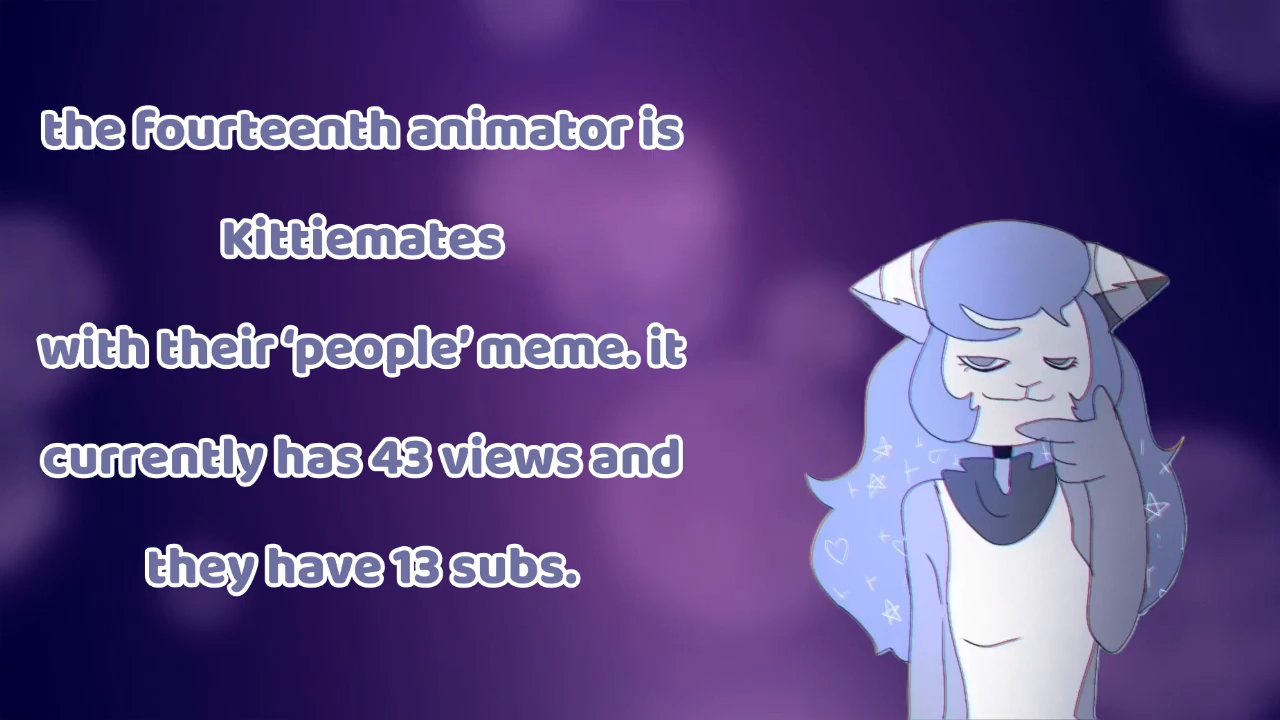 the fourteenth animator is
Kittiemates
with their ‘people’ meme. it
currently has 43 views and
they have 13 subs.